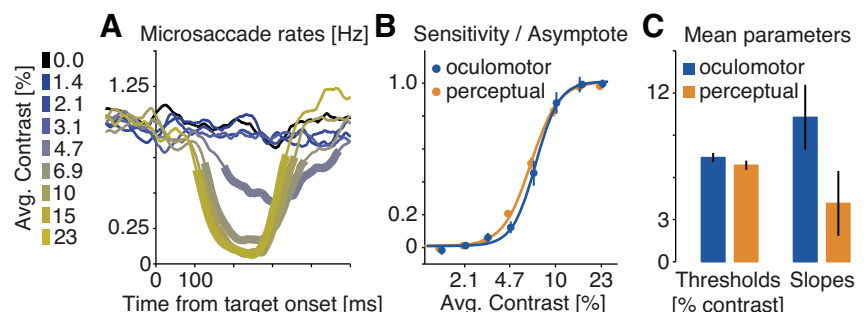 A
Microsaccade rates [Hz]
Avg. Contrast [%]
0.0
1.4
2.1
3.1
4.7
6.9
10
15
23
1.25
0.25
0
0
100
Time from target onset [ms]
B
Sensitivity / Asymptote
oculomotor
perceptual
1.0
0.2
0
2.1
4.7
10
23
Avg. Contrast [%]
C
Mean parameters
oculomotor
perceptual
12
3
0
Thresholds
[% contrast]
Slopes